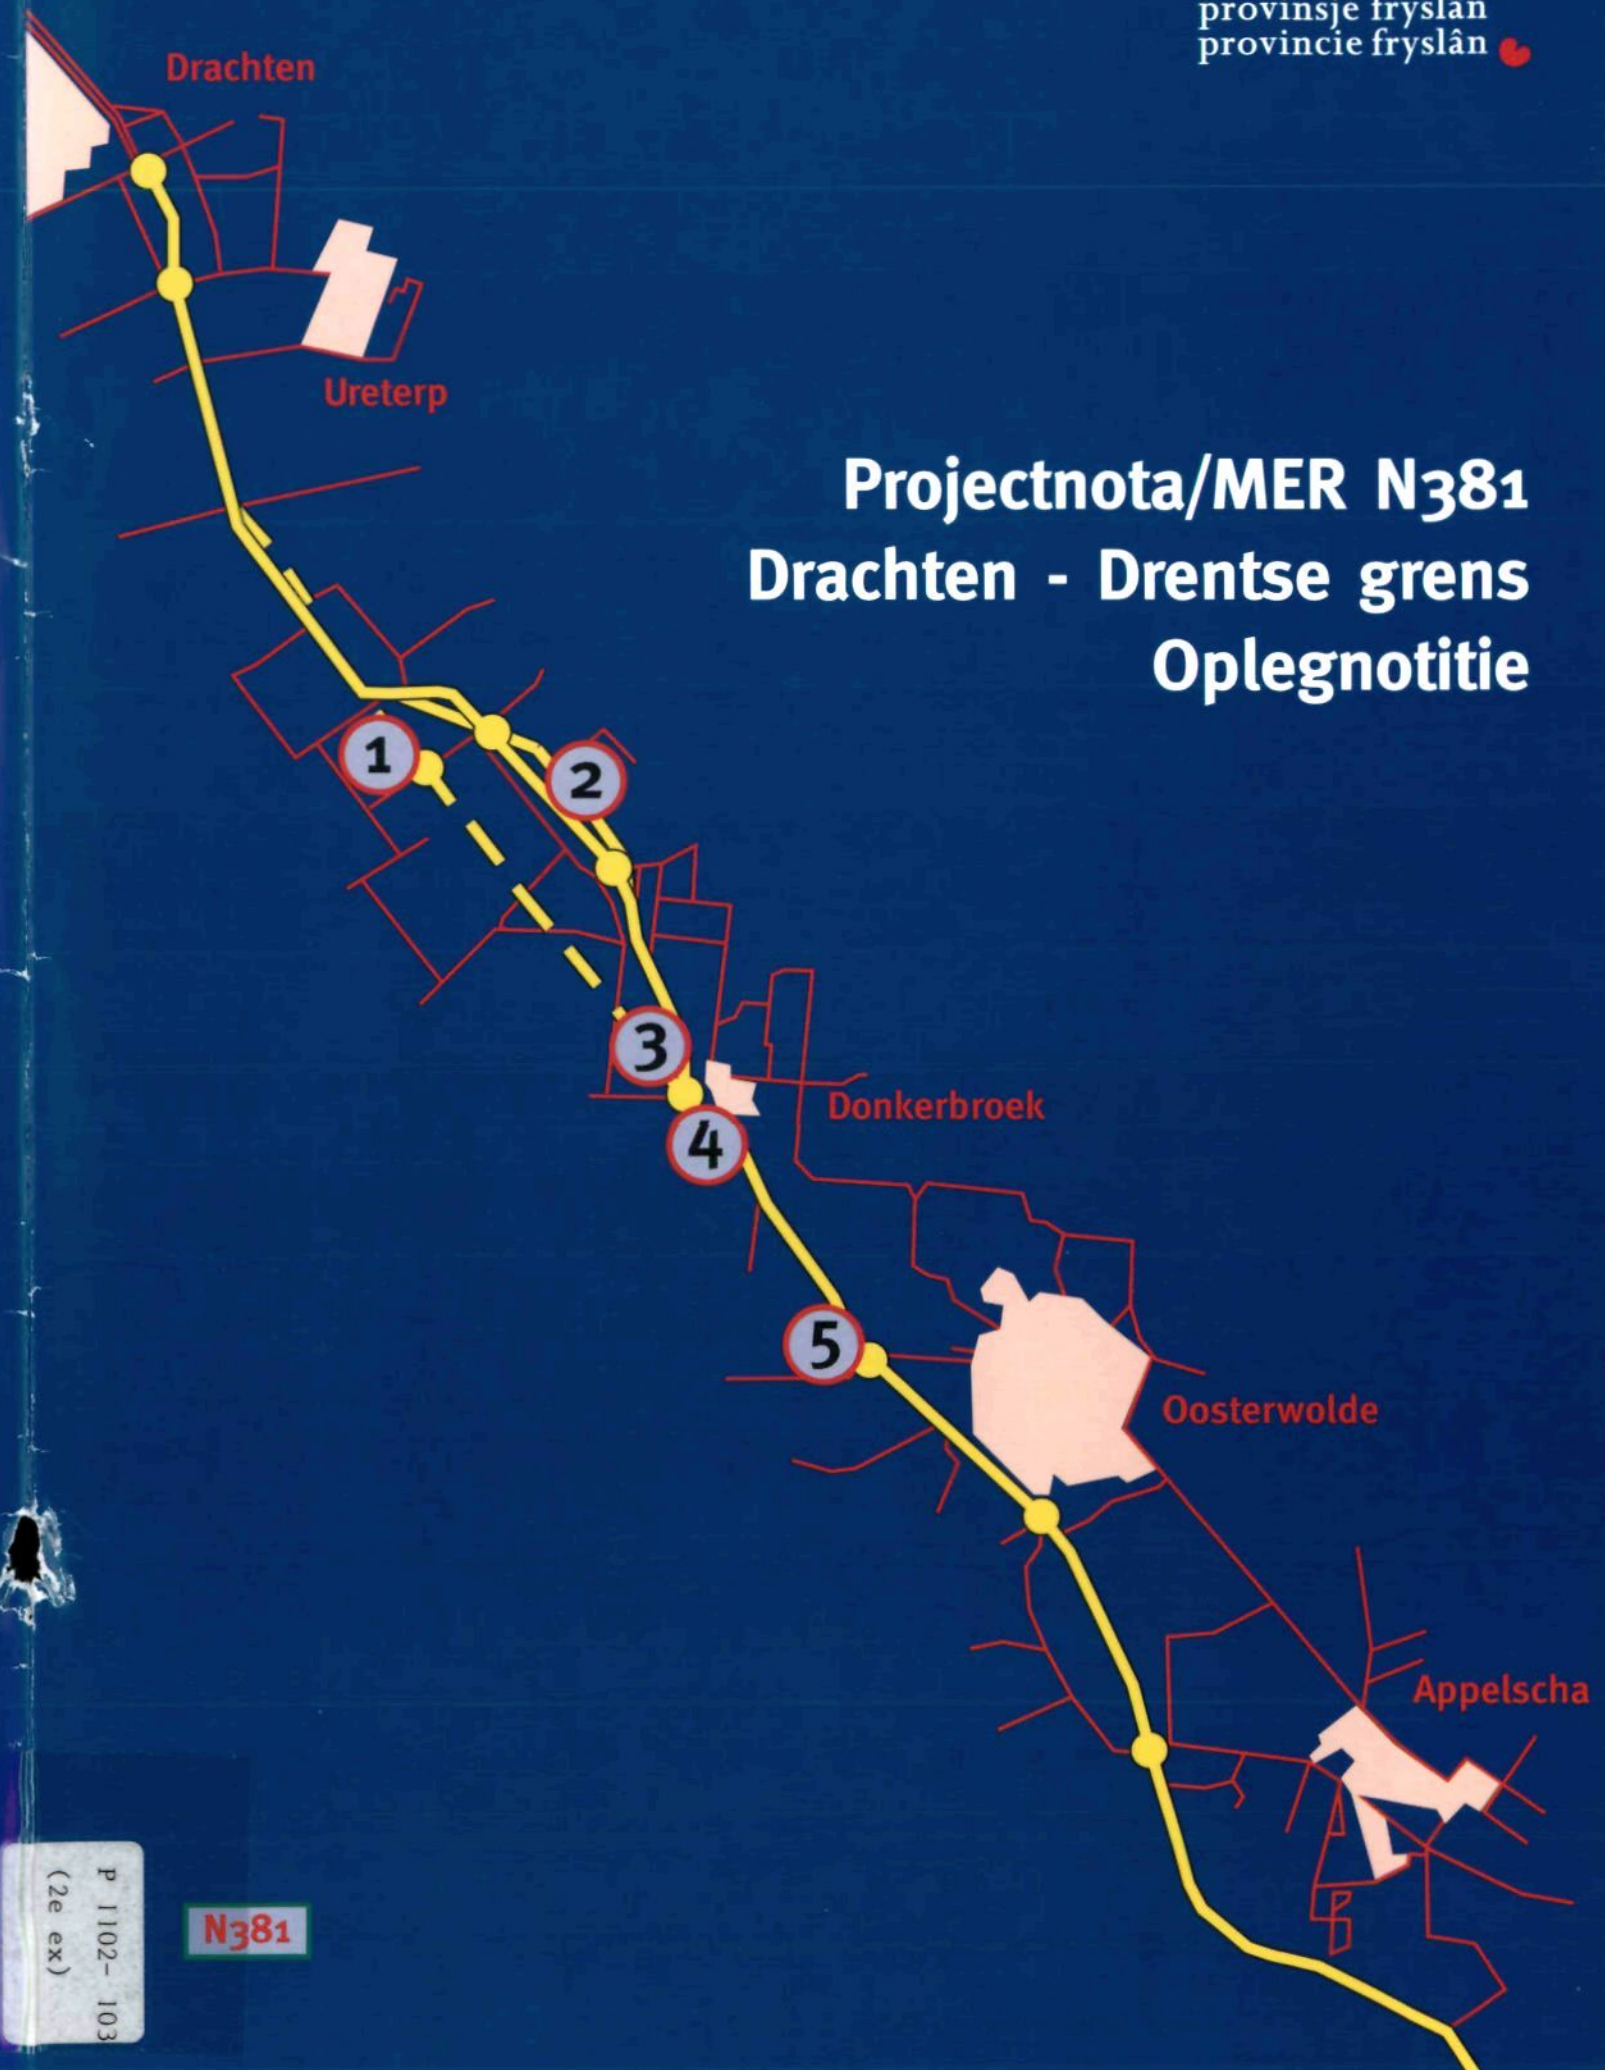 provinsje fryslân
provincie fryslân
Drachten
Ureterp
Projectnota/MER N381
Drachten - Drentse grens
Oplegnotitie
1
2
3
4
5
Donkerbroek
Oosterwolde
Appelscha
N381
P 1102- 103
(2e ex)